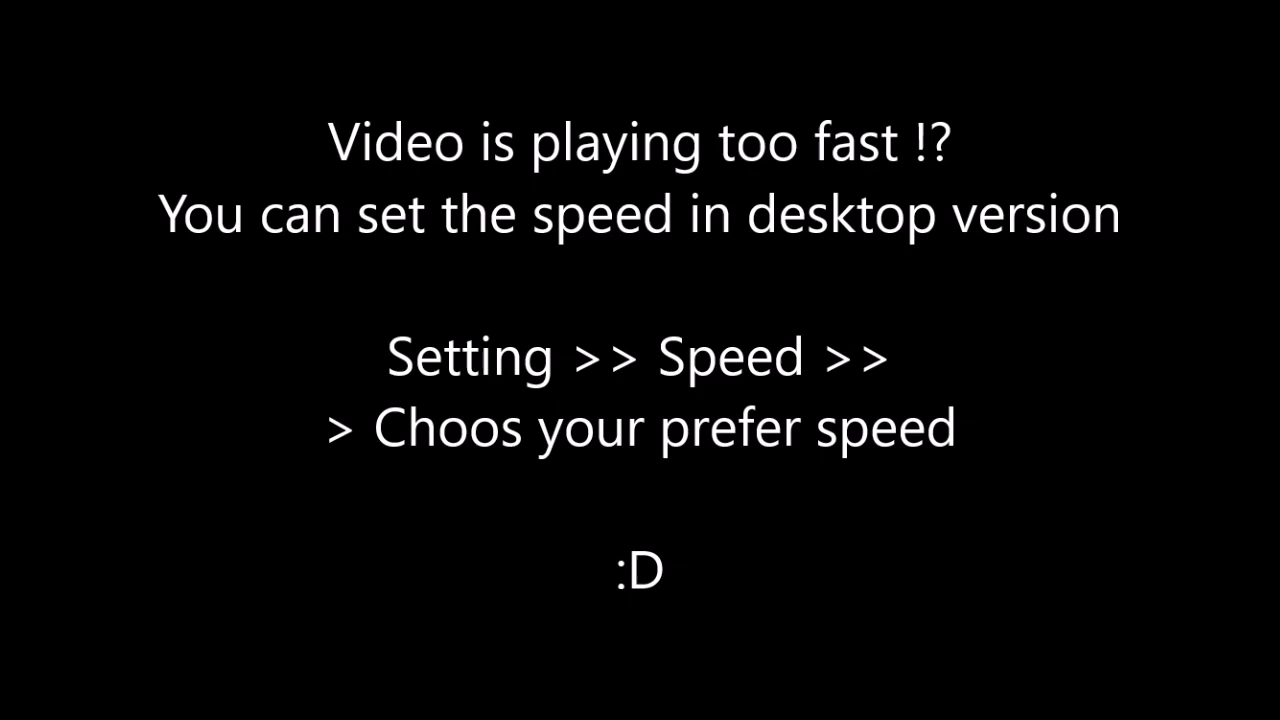 Video is playing too fast !?
You can set the speed in desktop version
Setting >> Speed >>
> Choos your prefer speed
:D